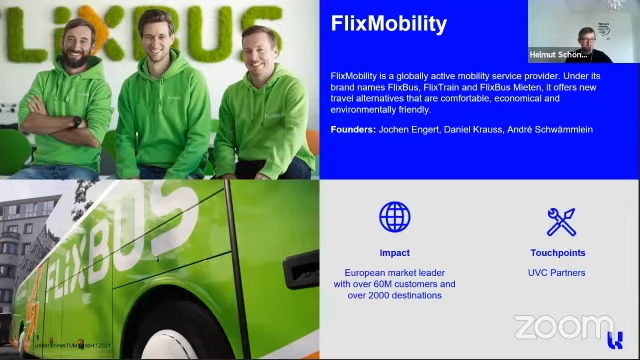 FLiXBUS
FlixMobility
Helmut Schön...
FlixMobility is a globally active mobility service provider. Under its
brand names FlixBus, FlixTrain and FlixBus Mieten, it offers new
travel alternatives that are comfortable, economical and
environmentally friendly.
Founders: Jochen Engert, Daniel Krauss, André Schwämmlein
FLiXBUS
Impact
European market leader
with over 60M customers and
over 2000 destinations
Touchpoints
UVC Partners
zoom